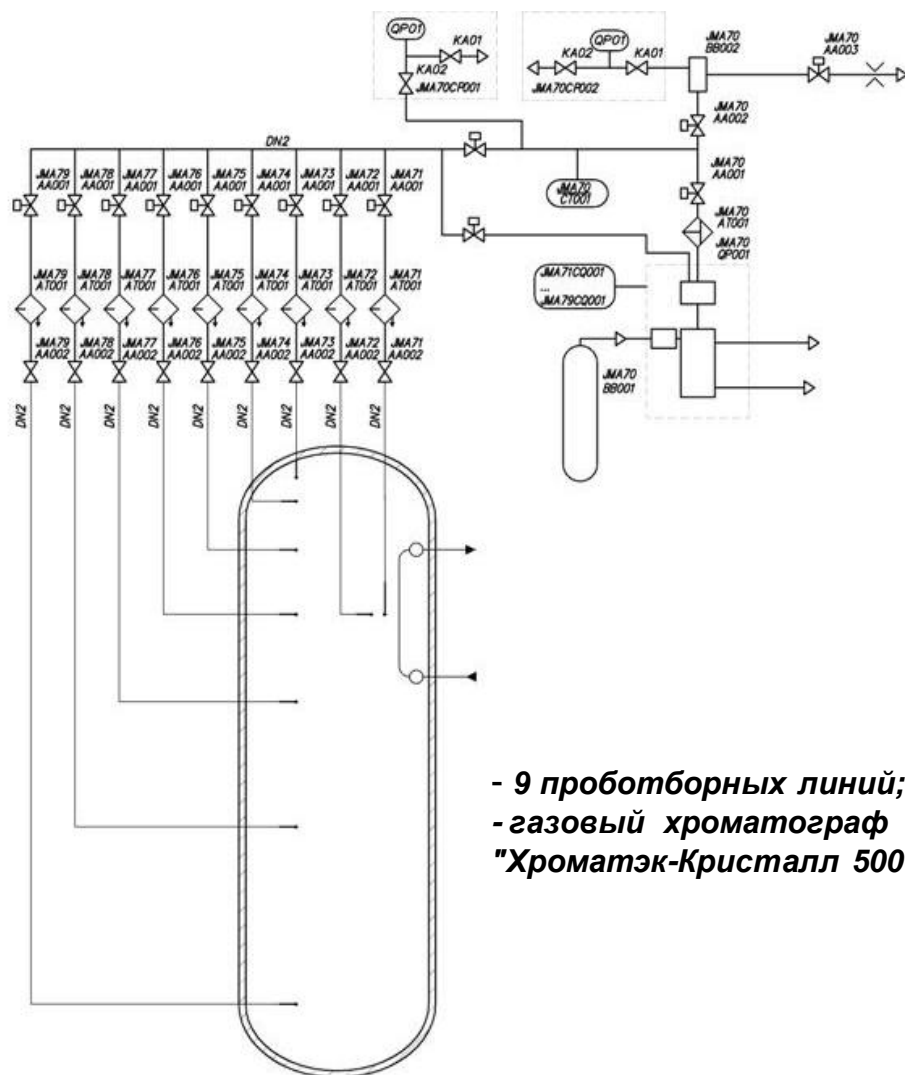 QP01
KA01
KA02
JMA70CP001
QP01
KA02
KA01
JMA70CP002
JMA70
BB002
JMA70
AA003
JMA70
AA002
DN2
JMA79
AA001
JMA78
AA001
JMA77
AA001
JMA76
AA001
JMA75
AA001
JMA74
AA001
JMA73
AA001
JMA72
AA001
JMA71
AA001
JMA70
CT001
JMA70
AA001
JMA70
AT001
JMA70
QP001
JMA79
AT001
JMA78
AT001
JMA77
AT001
JMA76
AT001
JMA75
AT001
JMA74
AT001
JMA73
AT001
JMA72
AT001
JMA71
AT001
JMA71CQ001
...
JMA79CQ001
JMA79
AA002
JMA78
AA002
JMA77
AA002
JMA76
AA002
JMA75
AA002
JMA74
AA002
JMA73
AA002
JMA72
AA002
JMA71
AA002
JMA70
BB001
DN2
DN2
DN2
DN2
DN2
DN2
DN2
DN2
DN2
- 9 проботборных линий;
- газовый хроматограф
"Хроматэк-Кристалл 500